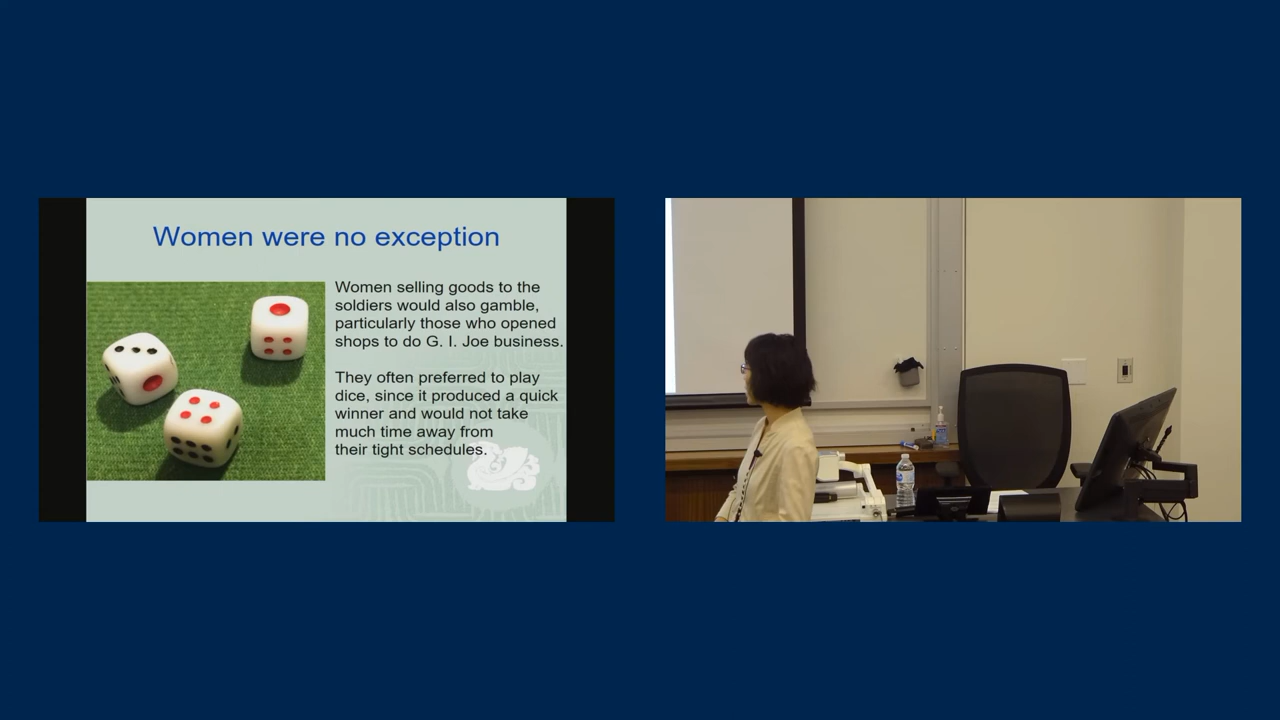 Women were no exception
Women selling goods to the
soldiers would also gamble,
particularly those who opened
shops to do G. I. Joe business.
They often preferred to play
dice, since it produced a quick
winner and would not take
much time away from
their tight schedules.